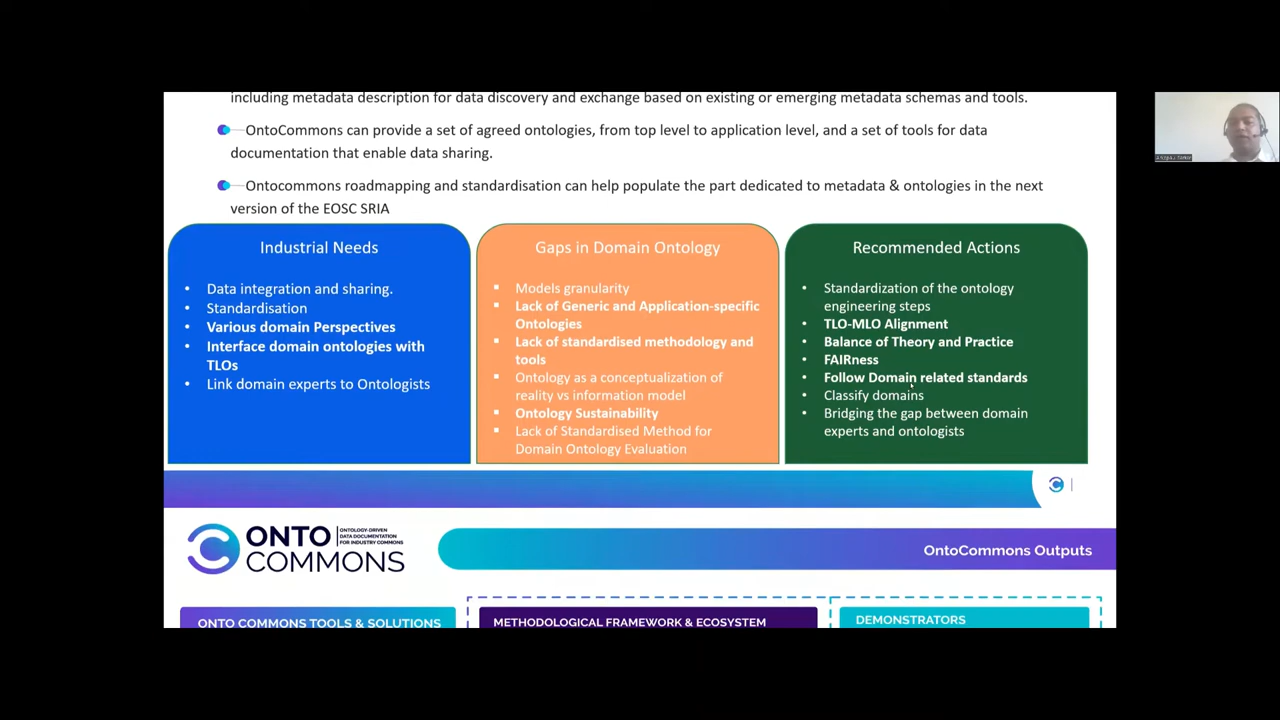 including metadata description for data discovery and exchange based on existing or emerging metadata schemas and tools.
OntoCommons can provide a set of agreed ontologies, from top level to application level, and a set of tools for data
documentation that enable data sharing.
Ontocommons roadmapping and standardisation can help populate the part dedicated to metadata & ontologies in the next
version of the EOSC SRIA
Industrial Needs
• Data integration and sharing.
• Standardisation
• Various domain Perspectives
• Interface domain ontologies with
TLOs
• Link domain experts to Ontologists
Gaps in Domain Ontology
▪ Models granularity
▪ Lack of Generic and Application-specific
Ontologies
▪ Lack of standardised methodology and
tools
▪ Ontology as a conceptualization of
reality vs information model
▪ Ontology Sustainability
▪ Lack of Standardised Method for
Domain Ontology Evaluation
Recommended Actions
• Standardization of the ontology
engineering steps
• TLO-MLO Alignment
• Balance of Theory and Practice
• FAIRness
• Follow Domain related standards
• Classify domains
• Bridging the gap between domain
experts and ontologists
ONTO
COMMONS
ONTOLOGY-DRIVEN
DATA DOCUMENTATION
FOR INDUSTRY COMMONS
OntoCommons Outputs
ONTO COMMONS TOOLS & SOLUTIONS
METHODOLOGICAL FRAMEWORK & ECOSYSTEM
DEMONSTRATORS